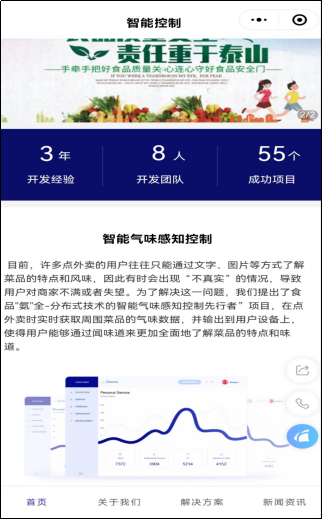 智能控制
责任重于泰山
手牵手把好食品质量关·心连心守好食品安全门
2/2
3年
8人
55个
开发经验
开发团队
成功项目
智能气味感知控制
目前，许多点外卖的用户往往只能通过文字、图片等方式了解
菜品的特点和风味，因此有时会出现“不真实”的情况，导致
用户对商家不满或者失望。为了解决这一问题，我们提出了食
品"氨"全-分布式技术的智能气味感知控制先行者”项目，在点
外卖时实时获取周围菜品的气味数据，并输出到用户设备上，
使得用户能够通过闻味道来更加全面地了解菜品的特点和味
道。
Personal Service
7372
5214
4152
首页
关于我们
解决方案
新闻资讯